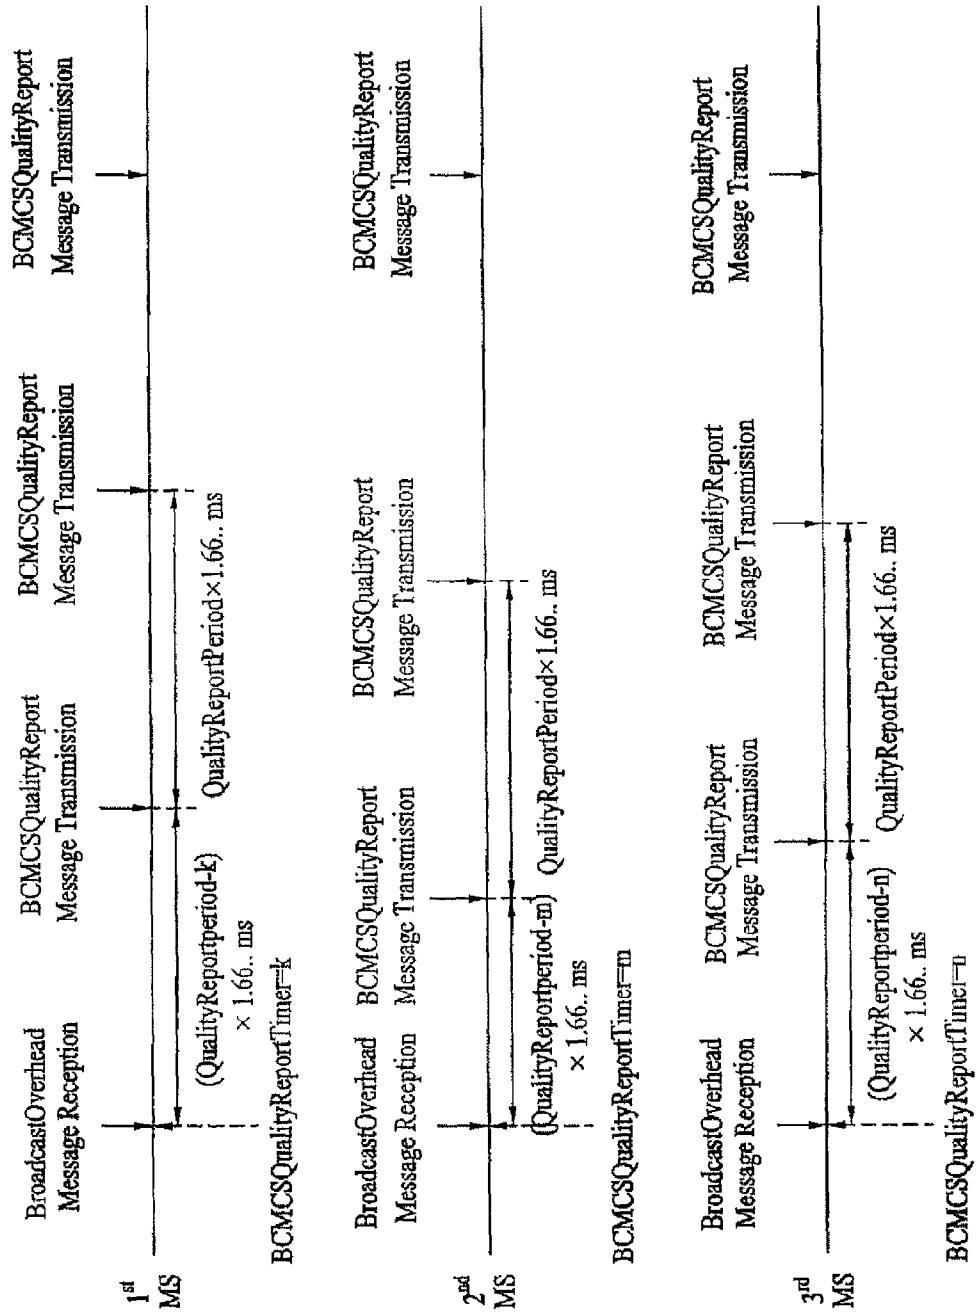 1st
MS
BroadcastOverhead
Message Reception
BCMCSQualityReport
Message Transmission
BCMCSQualityReport
Message Transmission
BCMCSQualityReport
Message Transmission
(QualityReportperiod-k)
× 1.66.. ms
QualityReportPeriod×1.66.. ms
BCMCSQualityReportTimer=k
2nd
MS
BroadcastOverhead
Message Reception
BCMCSQualityReport
Message Transmission
BCMCSQualityReport
Message Transmission
BCMCSQualityReport
Message Transmission
(QualityReportperiod-m)
× 1.66.. ms
QualityReportPeriod×1.66.. ms
BCMCSQualityReportTimer=m
3rd
MS
BroadcastOverhead
Message Reception
BCMCSQualityReport
Message Transmission
BCMCSQualityReport
Message Transmission
BCMCSQualityReport
Message Transmission
(QualityReportperiod-n)
× 1.66.. ms
QualityReportPeriod×1.66.. ms
BCMCSQualityReportTimer=n